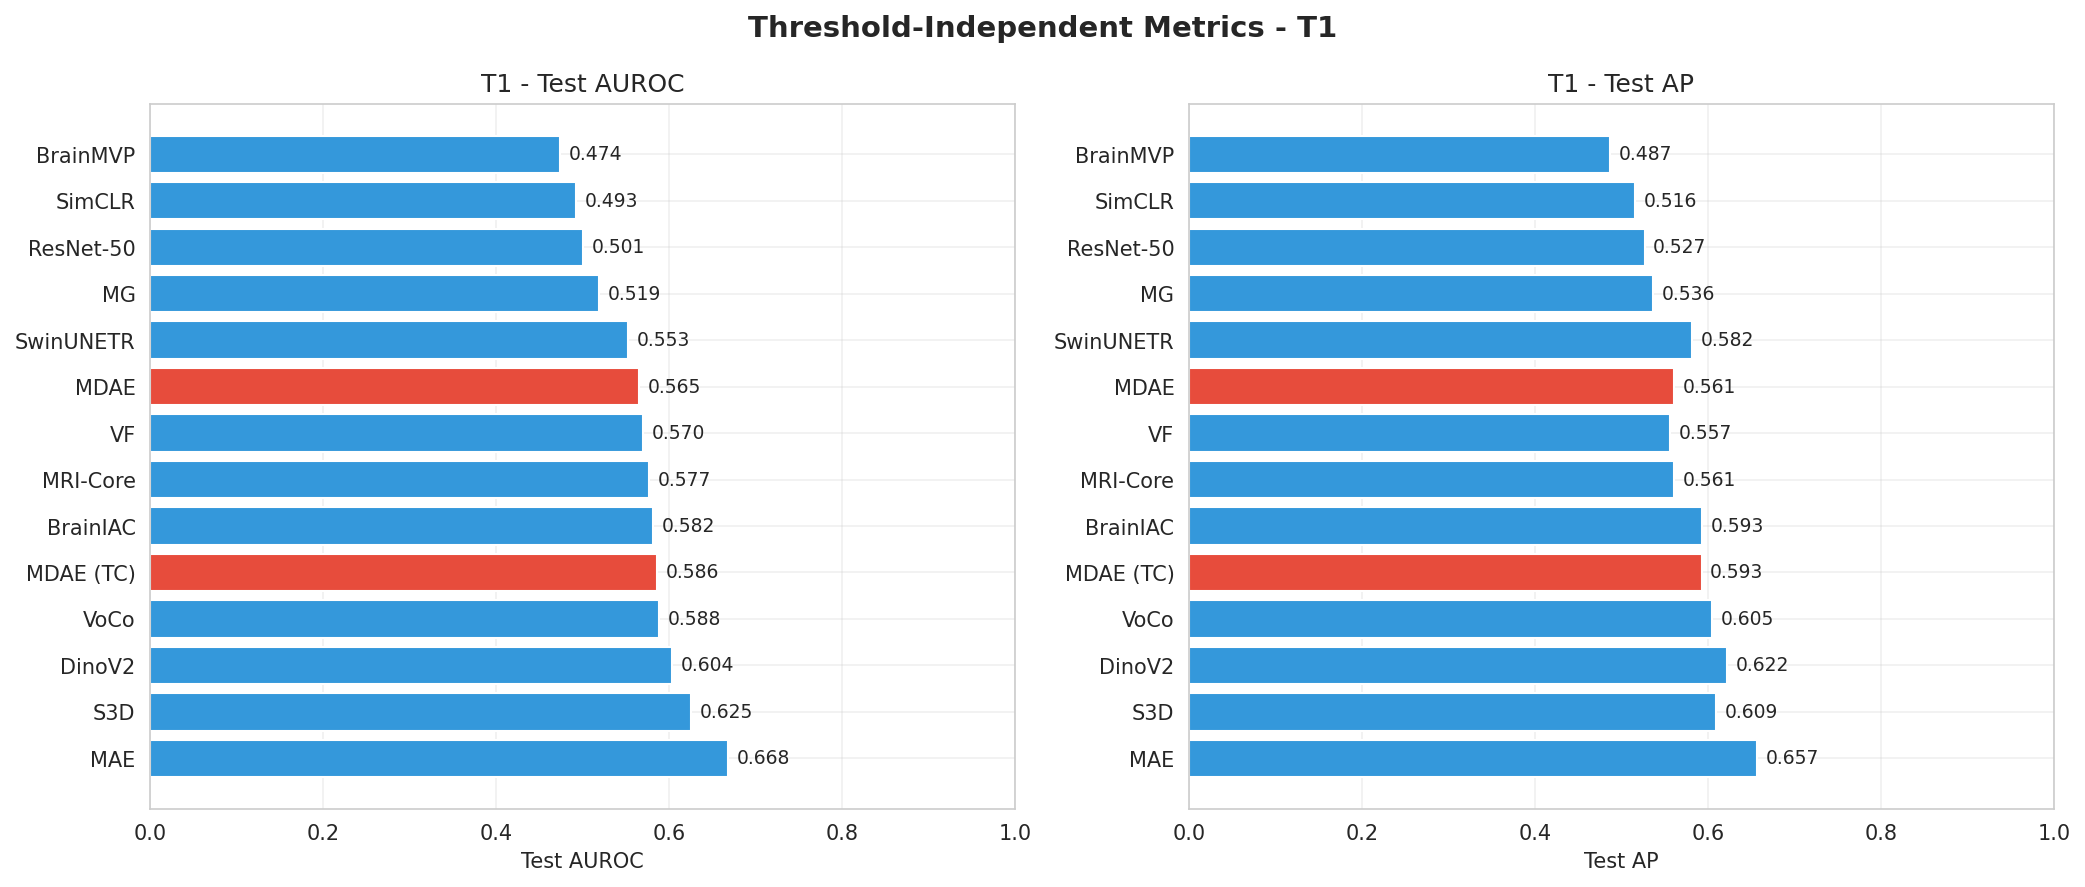 Threshold-Independent Metrics - T1
T1 - Test AUROC
BrainMVP 0.474
SimCLR 0.493
ResNet-50 0.501
MG 0.519
SwinUNETR 0.553
MDAE 0.565
VF 0.570
MRI-Core 0.577
BrainIAC 0.582
MDAE (TC) 0.586
VoCo 0.588
DinoV2 0.604
S3D 0.625
MAE 0.668
0.0 0.2 0.4 0.6 0.8 1.0
Test AUROC
T1 - Test AP
BrainMVP 0.487
SimCLR 0.516
ResNet-50 0.527
MG 0.536
SwinUNETR 0.582
MDAE 0.561
VF 0.557
MRI-Core 0.561
BrainIAC 0.593
MDAE (TC) 0.593
VoCo 0.605
DinoV2 0.622
S3D 0.609
MAE 0.657
0.0 0.2 0.4 0.6 0.8 1.0
Test AP